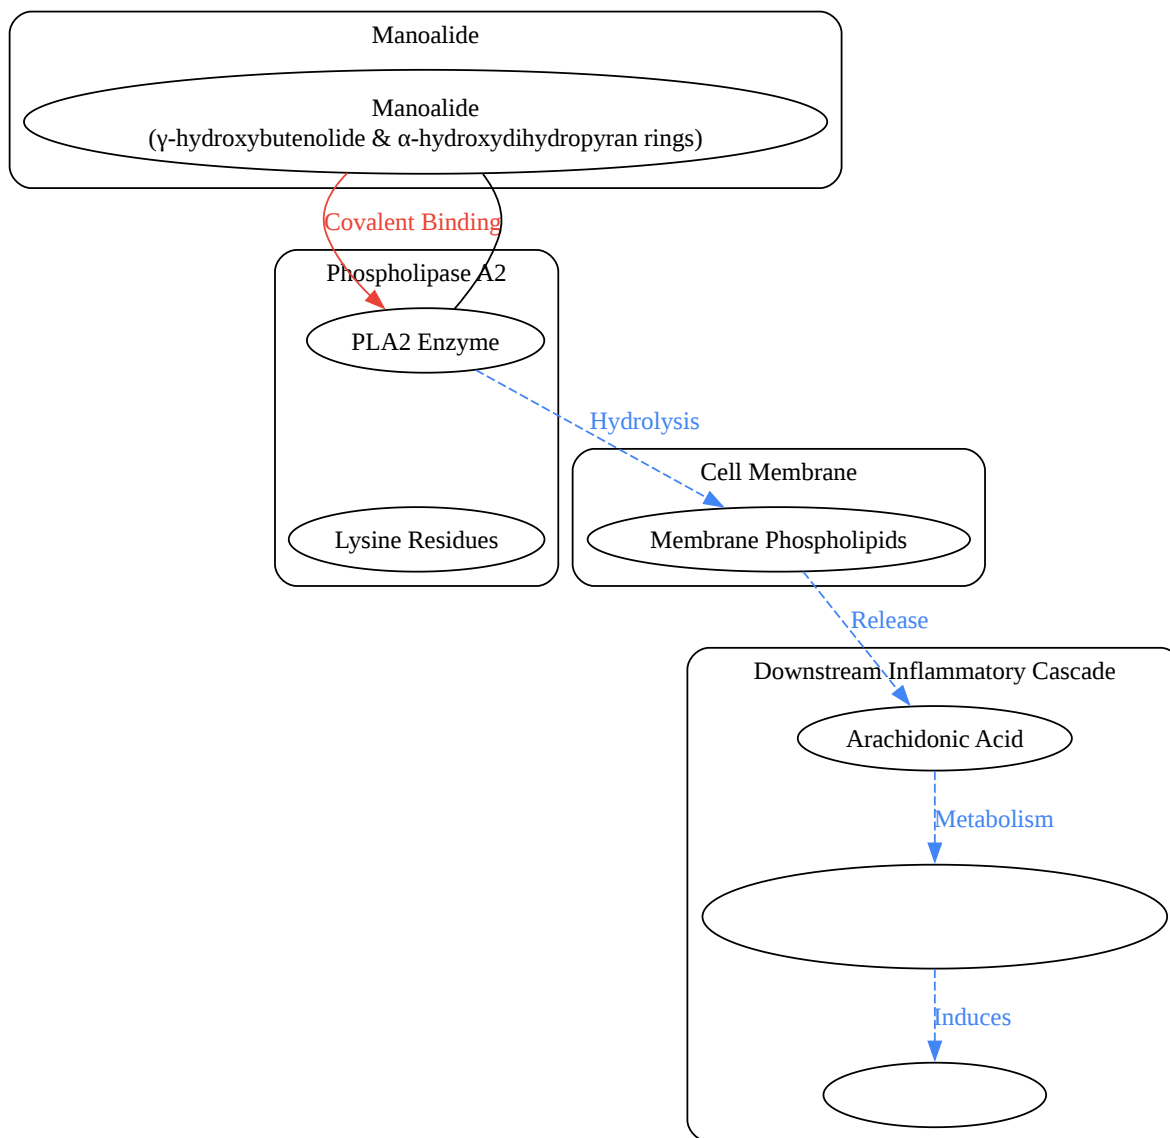 Manoalide
Manoalide
(γ-hydroxybutenolide & α-hydroxydihydropyran rings)
Covalent Binding
Phospholipase A2
PLA2 Enzyme
Hydrolysis
Cell Membrane
Lysine Residues
Membrane Phospholipids
Release
Downstream Inflammatory Cascade
Arachidonic Acid
Metabolism
Induces